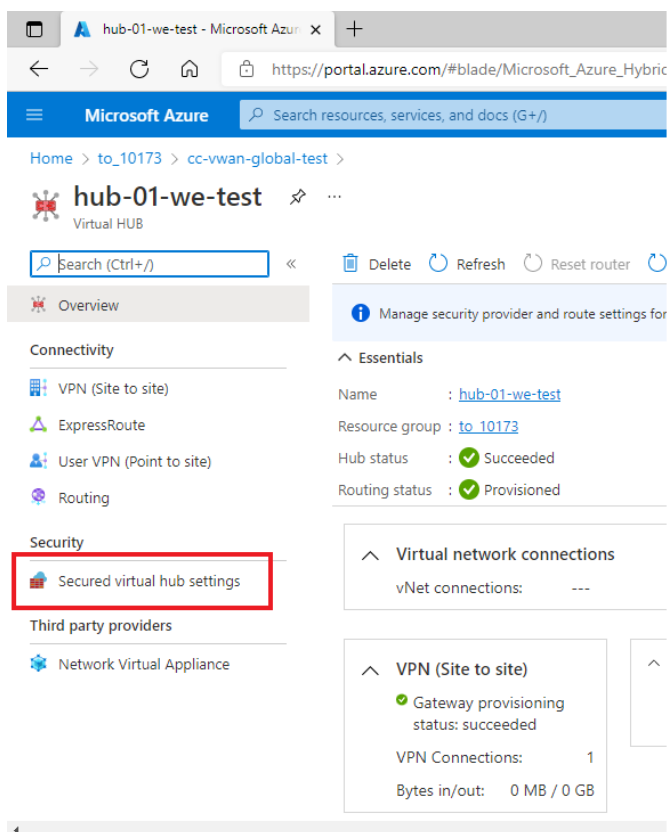 hub-01-we-test - Microsoft Azur
https://portal.azure.com/#blade/Microsoft_Azure_Hybric
Microsoft Azure
Search resources, services, and docs (G+/)
Home > to_10173 > cc-vwan-global-test >
hub-01-we-test
Virtual HUB
Search (Ctrl+/)
Delete Refresh Reset router
Overview
Manage security provider and route settings for
Connectivity
Essentials
VPN (Site to site)
Name : hub-01-we-test
ExpressRoute
Resource group : to_10173
User VPN (Point to site)
Hub status : Succeeded
Routing
Routing status : Provisioned
Security
Virtual network connections
Secured virtual hub settings
vNet connections: ---
Third party providers
Network Virtual Appliance
VPN (Site to site)
Gateway provisioning
status: succeeded
VPN Connections: 1
Bytes in/out: 0 MB / 0 GB